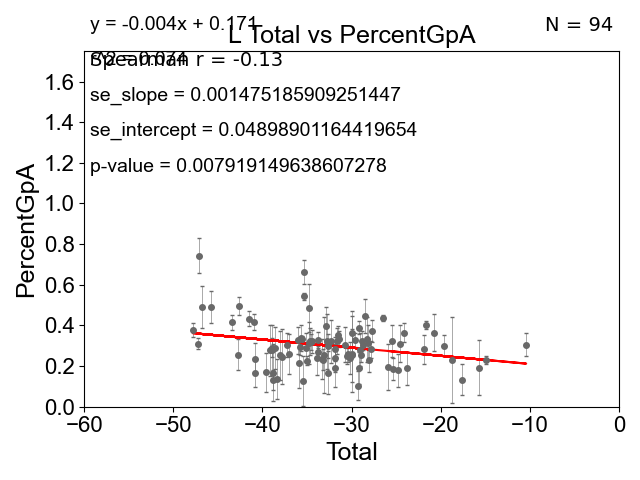 y = -0.004x + 0.171
N = 94
L Total vs PercentGpA
Spearman r = -0.13
se_slope = 0.001475185909251447
se_intercept = 0.04898901164419654
p-value = 0.007919149638607278
1.6
1.4
1.2
1.0
0.8
0.6
0.4
0.2
0.0
PercentGpA
−60
−50
−40
−30
−20
−10
0
Total